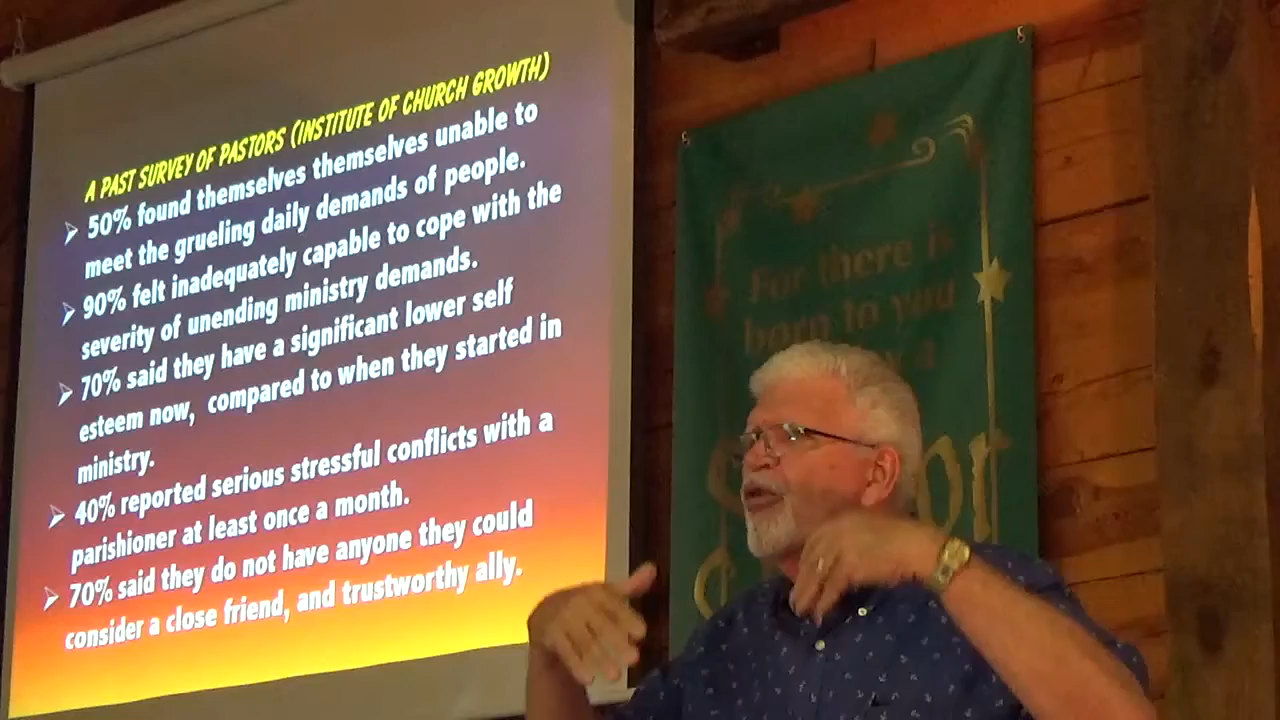 A PAST SURVEY OF PASTORS (INSTITUTE OF CHURCH GROWTH)
➢ 50% found themselves themselves unable to
meet the grueling daily demands of people.
➢ 90% felt inadequately capable to cope with the
severity of unending ministry demands.
➢ 70% said they have a significant lower self
esteem now, compared to when they started in
ministry.
➢ 40% reported serious stressful conflicts with a
parishioner at least once a month.
➢ 70% said they do not have anyone they could
consider a close friend, and trustworthy ally.
For there is
born to you